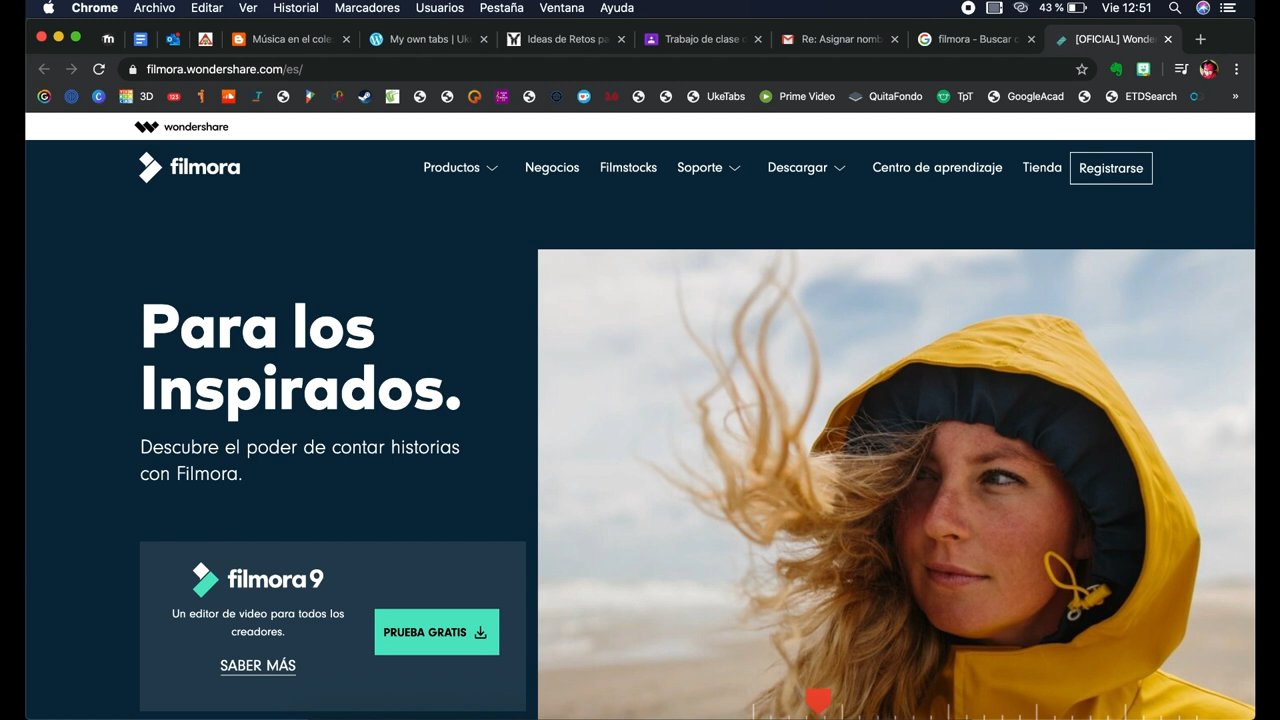 Chrome Archivo Editar Ver Historial Marcadores Usuarios Pestaña Ventana Ayuda 43 % Vie 12:51
Música en el cole
My own tabs | Uk
Ideas de Retos pa
Trabajo de clase
Re: Asignar nomb
filmora - Buscar
[OFICIAL] Wonde
filmora.wondershare.com/es/
3D
UkeTabs
Prime Video
QuitaFondo
TpT
GoogleAcad
ETDSearch
»
wondershare
filmora
Productos
Negocios
Filmstocks
Soporte
Descargar
Centro de aprendizaje
Tienda
Registrarse
Para los
Inspirados.
Descubre el poder de contar historias
con Filmora.
filmora9
Un editor de video para todos los
creadores.
SABER MÁS
PRUEBA GRATIS